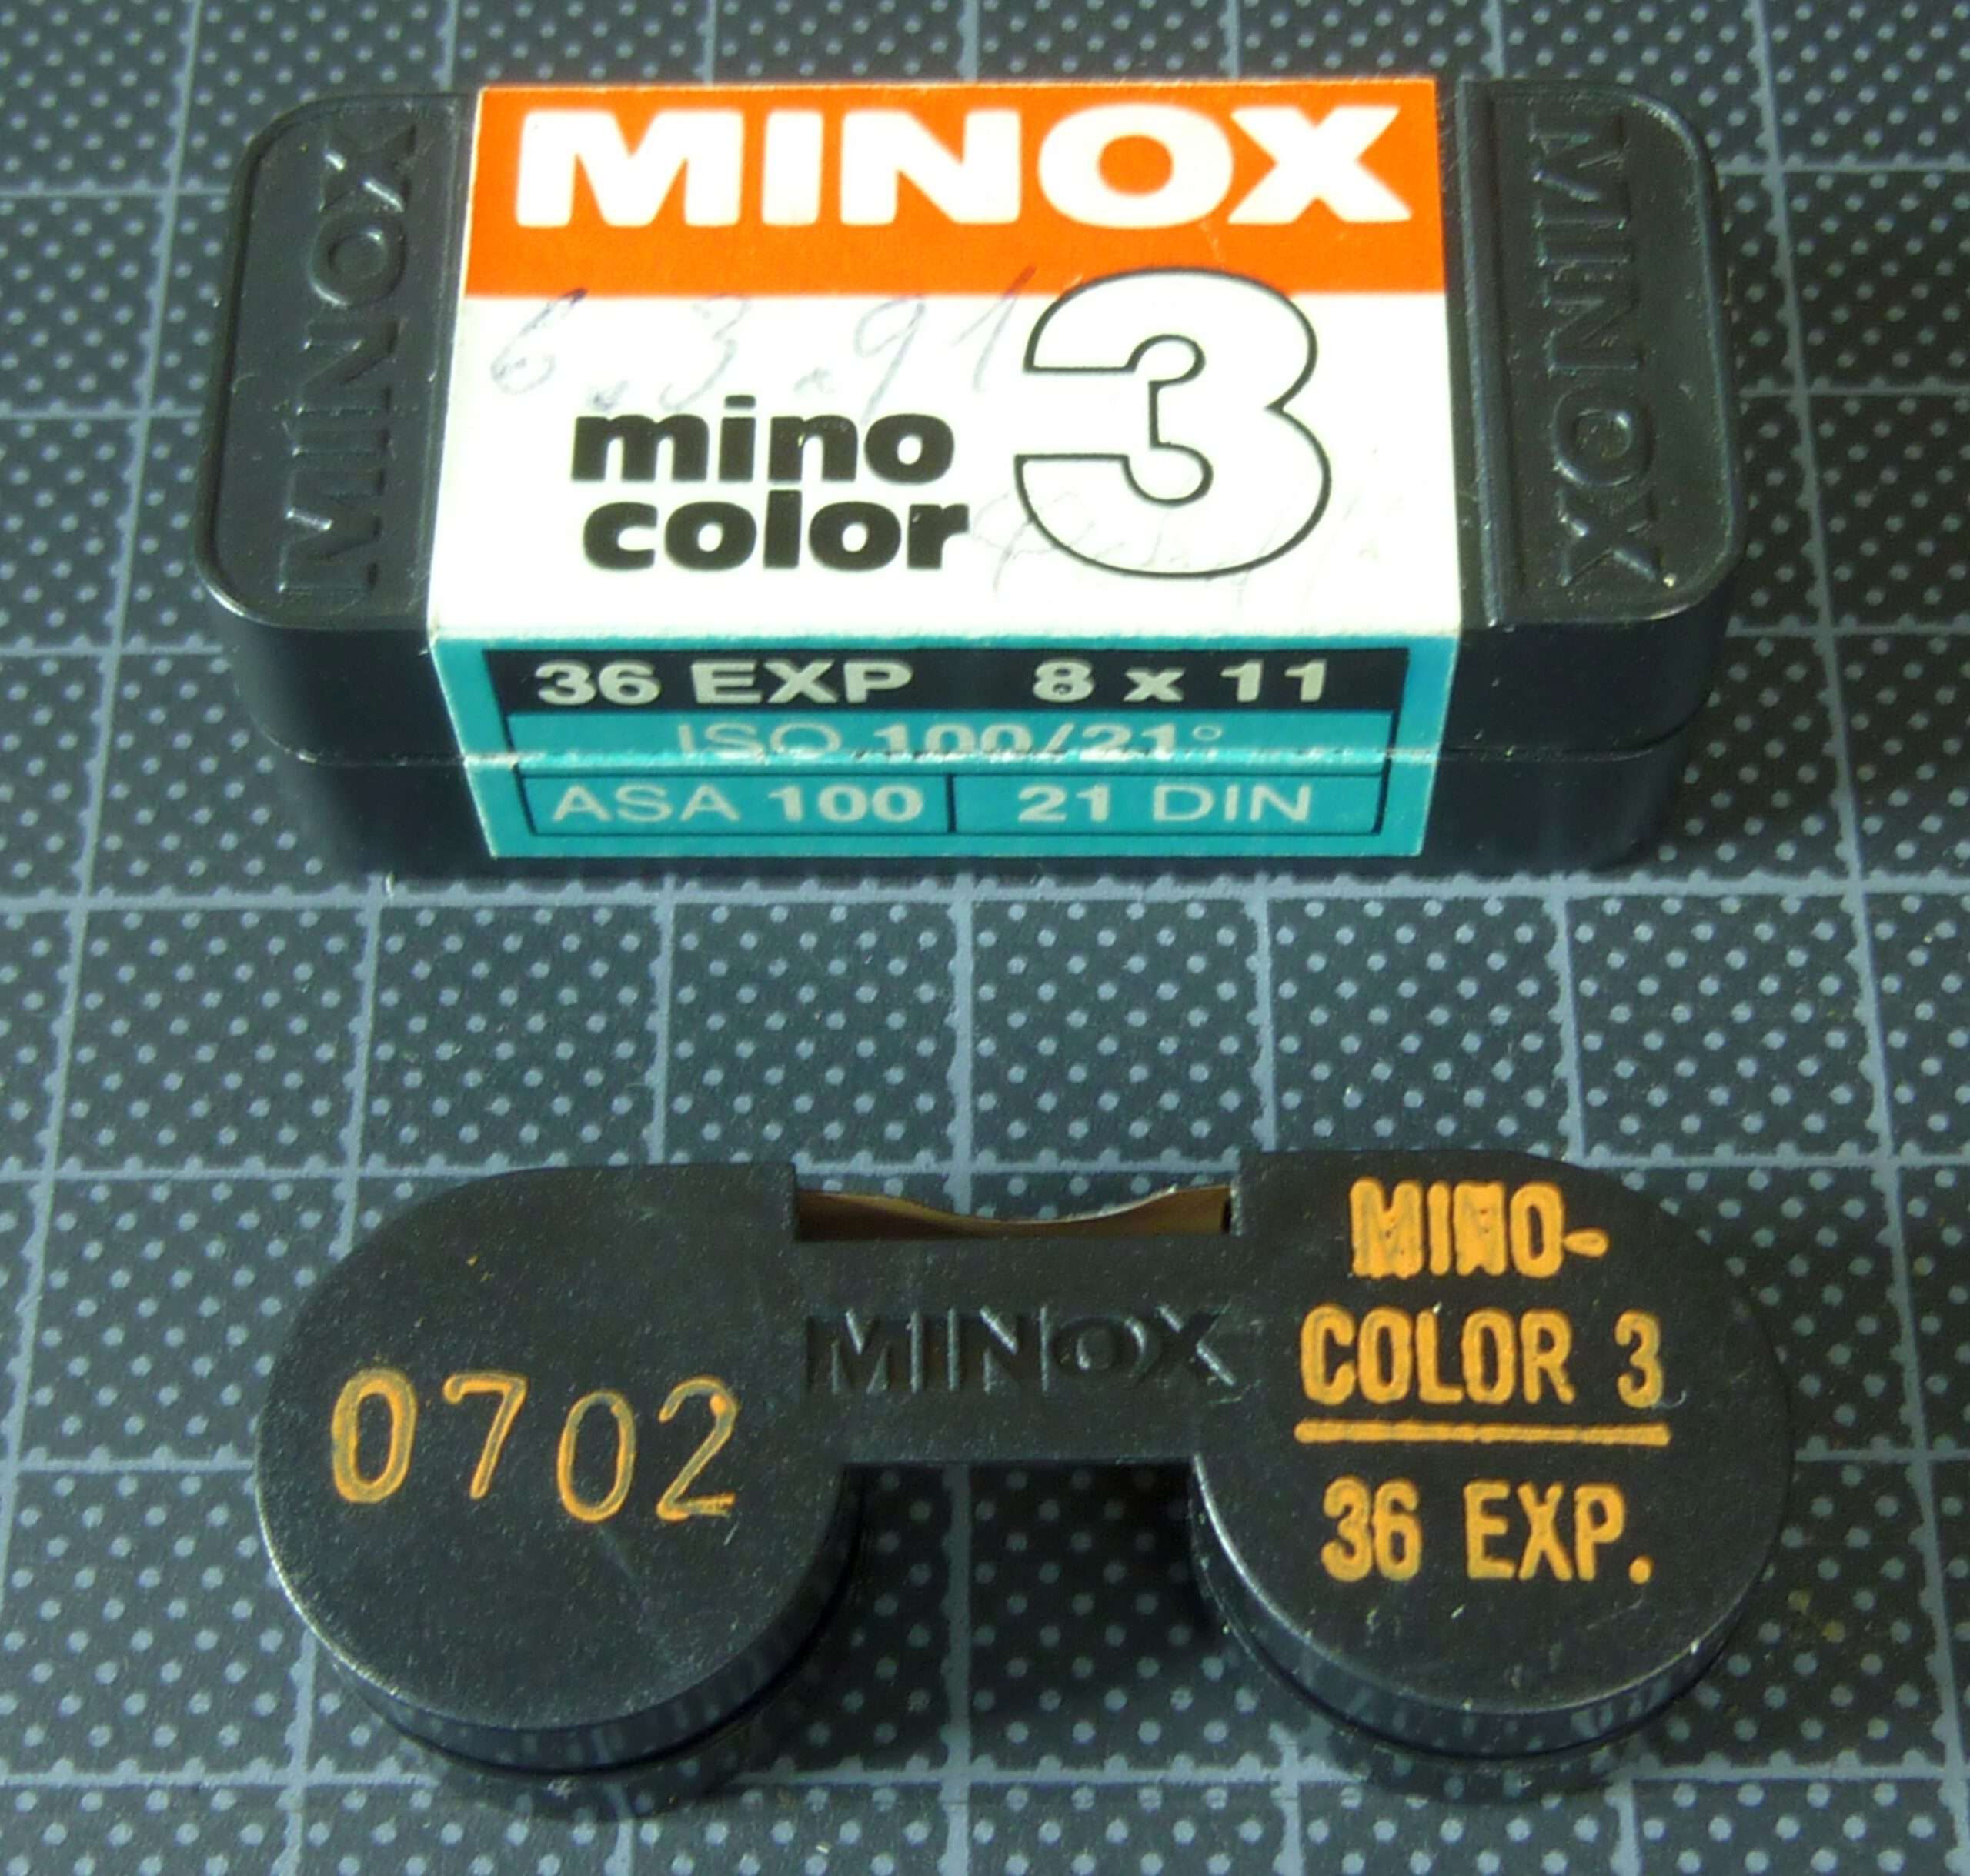 MINOX
MINOX
MINOX
6.3.91
3
mino
color
36 EXP 8 x 11
ISO 100/21°
ASA 100 21 DIN
MINOX
0702
MINO-
COLOR 3
36 EXP.